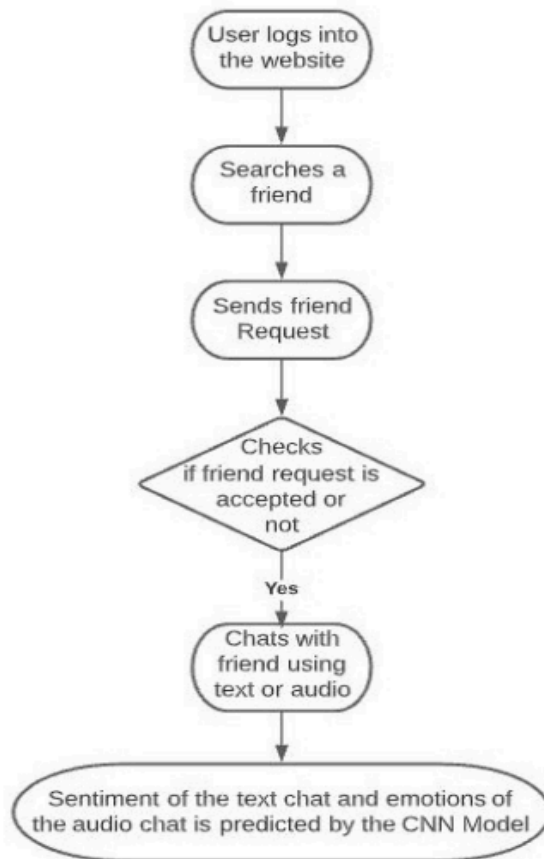 User logs into
the website
Searches a
friend
Sends friend
Request
Checks
if friend request is
accepted or
not
Yes
Chats with
friend using
text or audio
Sentiment of the text chat and emotions of
the audio chat is predicted by the CNN Model